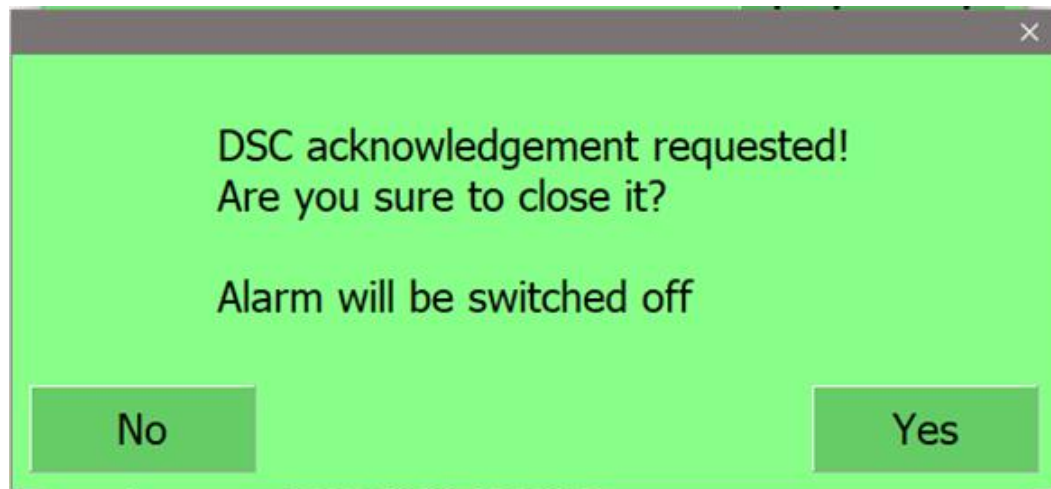 DSC acknowledgement requested!
Are you sure to close it?
Alarm will be switched off
No
Yes